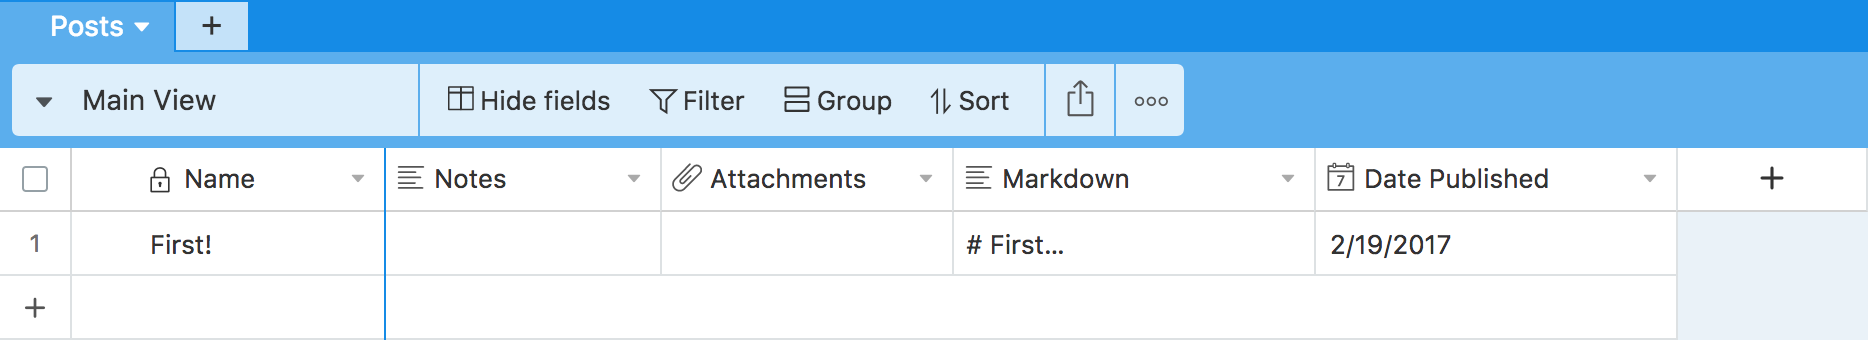 Posts +
Main View Hide fields Filter Group Sort
Name Notes Attachments Markdown 7 Date Published +
1 First! # First... 2/19/2017
+